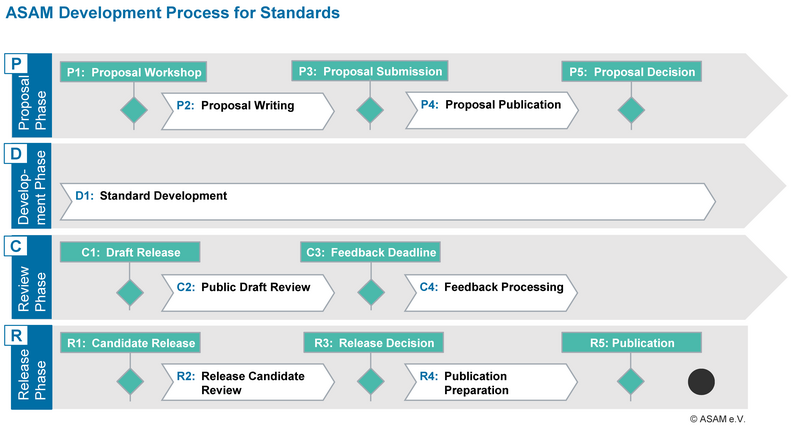 ASAM Development Process for Standards
P
Proposal
Phase
P1: Proposal Workshop
P2: Proposal Writing
P3: Proposal Submission
P4: Proposal Publication
P5: Proposal Decision
D
Develop-
ment Phase
D1: Standard Development
C
Review
Phase
C1: Draft Release
C2: Public Draft Review
C3: Feedback Deadline
C4: Feedback Processing
R
Release
Phase
R1: Candidate Release
R2: Release Candidate
Review
R3: Release Decision
R4: Publication
Preparation
R5: Publication
© ASAM e.V.